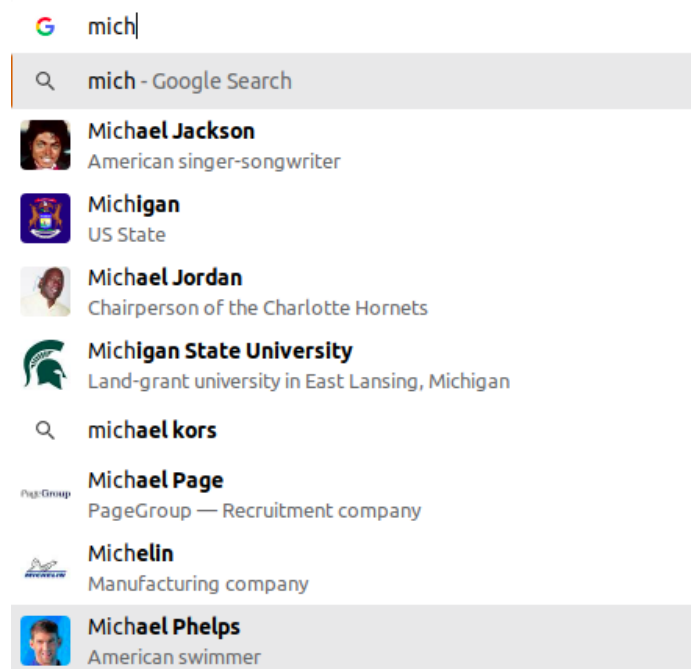 mich
mich - Google Search
Michael Jackson
American singer-songwriter
Michigan
US State
Michael Jordan
Chairperson of the Charlotte Hornets
Michigan State University
Land-grant university in East Lansing, Michigan
michael kors
Michael Page
PageGroup
PageGroup — Recruitment company
Michelin
MICHELIN
Manufacturing company
Michael Phelps
American swimmer